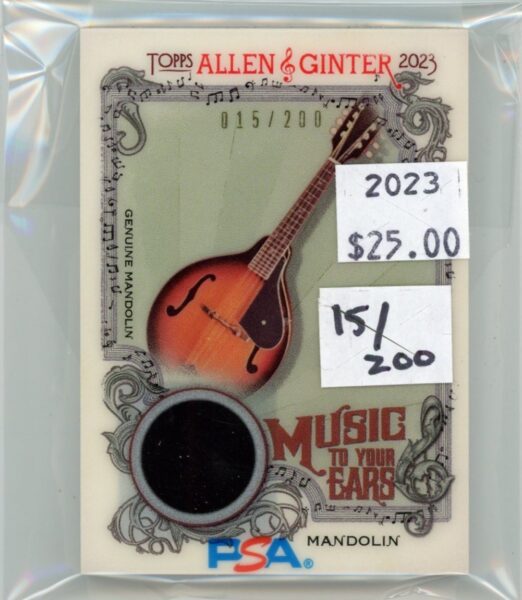 TOPPS ALLEN & GINTER 2023
015/200
2023
$25.00
GENUINE MANDOLIN
15/
200
MUSIC
TO YOUR
EARS
PSA®
MANDOLIN